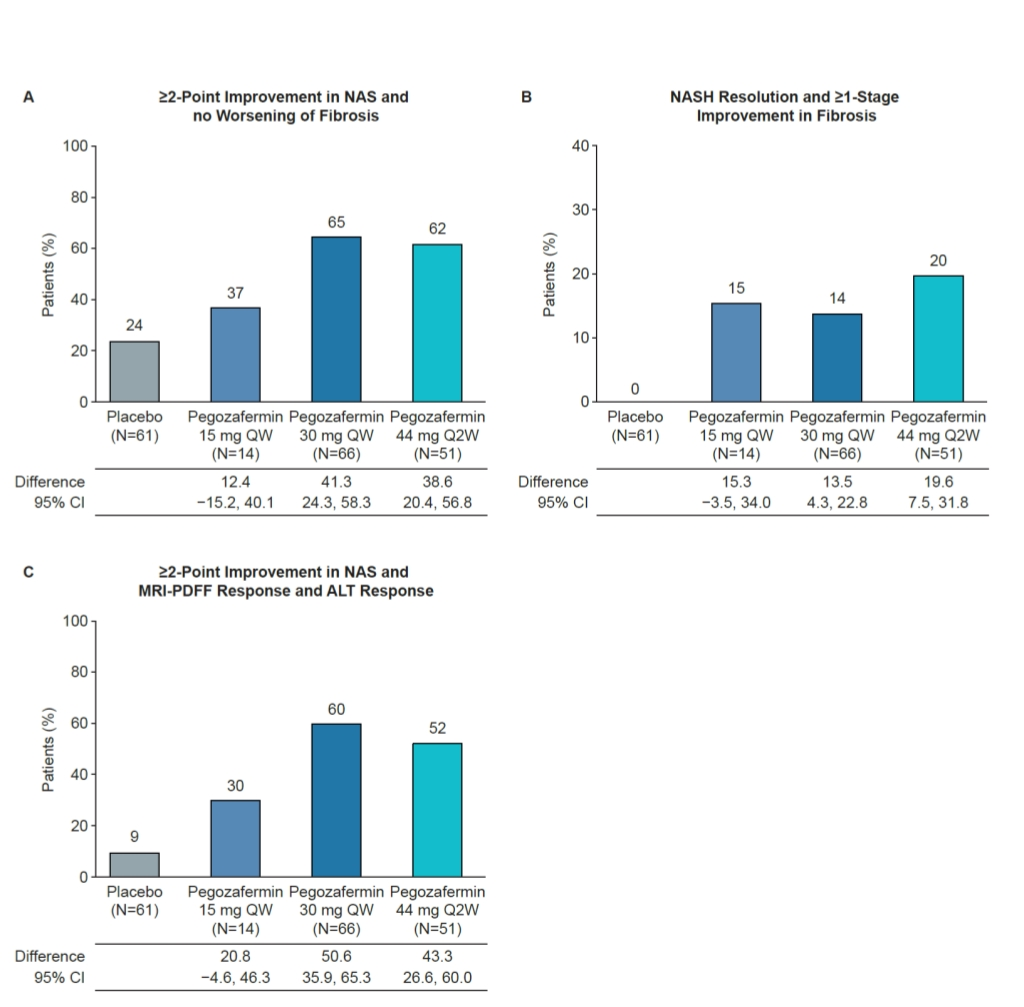 A
≥2-Point Improvement in NAS and
no Worsening of Fibrosis
Patients (%)
100
80
60
40
20
0
24
37
65
62
Placebo Pegozafermin Pegozafermin Pegozafermin
(N=61) 15 mg QW 30 mg QW 44 mg Q2W
(N=14) (N=66) (N=51)
Difference 12.4 41.3 38.6
95% CI −15.2, 40.1 24.3, 58.3 20.4, 56.8
B
NASH Resolution and ≥1-Stage
Improvement in Fibrosis
Patients (%)
40
30
20
10
0
0
15
14
20
Placebo Pegozafermin Pegozafermin Pegozafermin
(N=61) 15 mg QW 30 mg QW 44 mg Q2W
(N=14) (N=66) (N=51)
Difference 15.3 13.5 19.6
95% CI −3.5, 34.0 4.3, 22.8 7.5, 31.8
C
≥2-Point Improvement in NAS and
MRI-PDFF Response and ALT Response
Patients (%)
100
80
60
40
20
0
9
30
60
52
Placebo Pegozafermin Pegozafermin Pegozafermin
(N=61) 15 mg QW 30 mg QW 44 mg Q2W
(N=14) (N=66) (N=51)
Difference 20.8 50.6 43.3
95% CI −4.6, 46.3 35.9, 65.3 26.6, 60.0